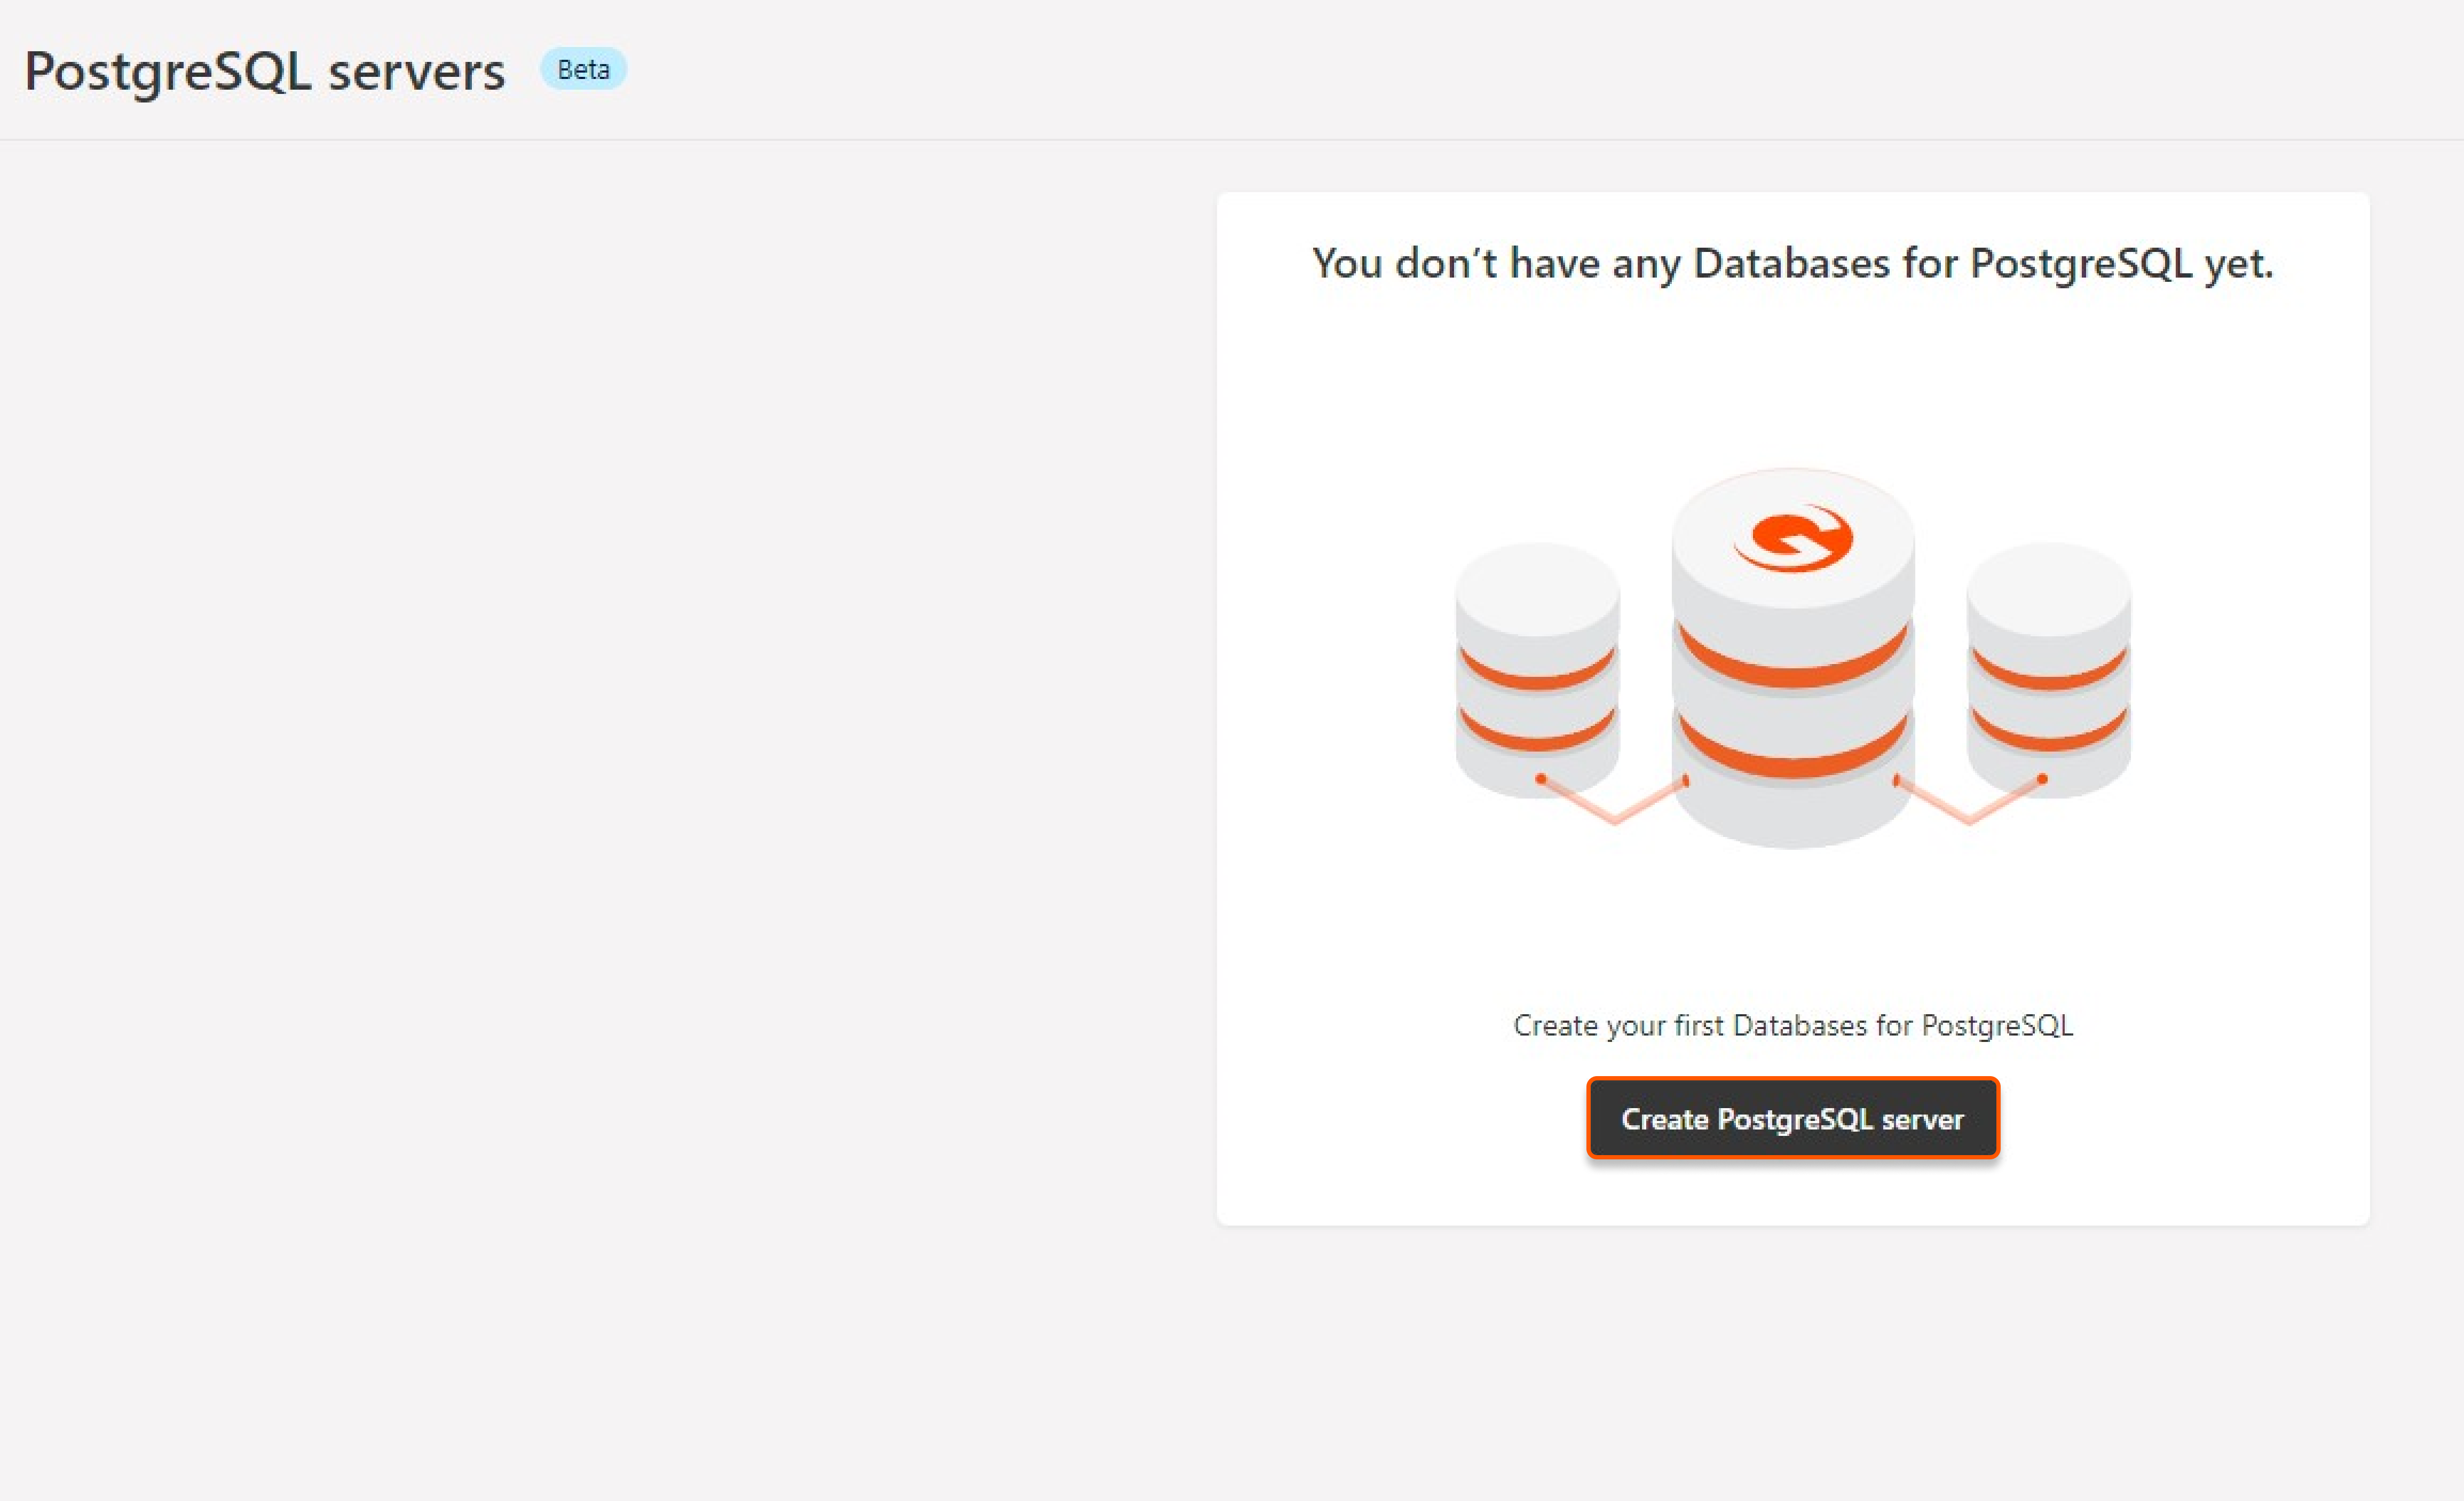 PostgreSQL servers Beta
You don’t have any Databases for PostgreSQL yet.
G
Create your first Databases for PostgreSQL
Create PostgreSQL server